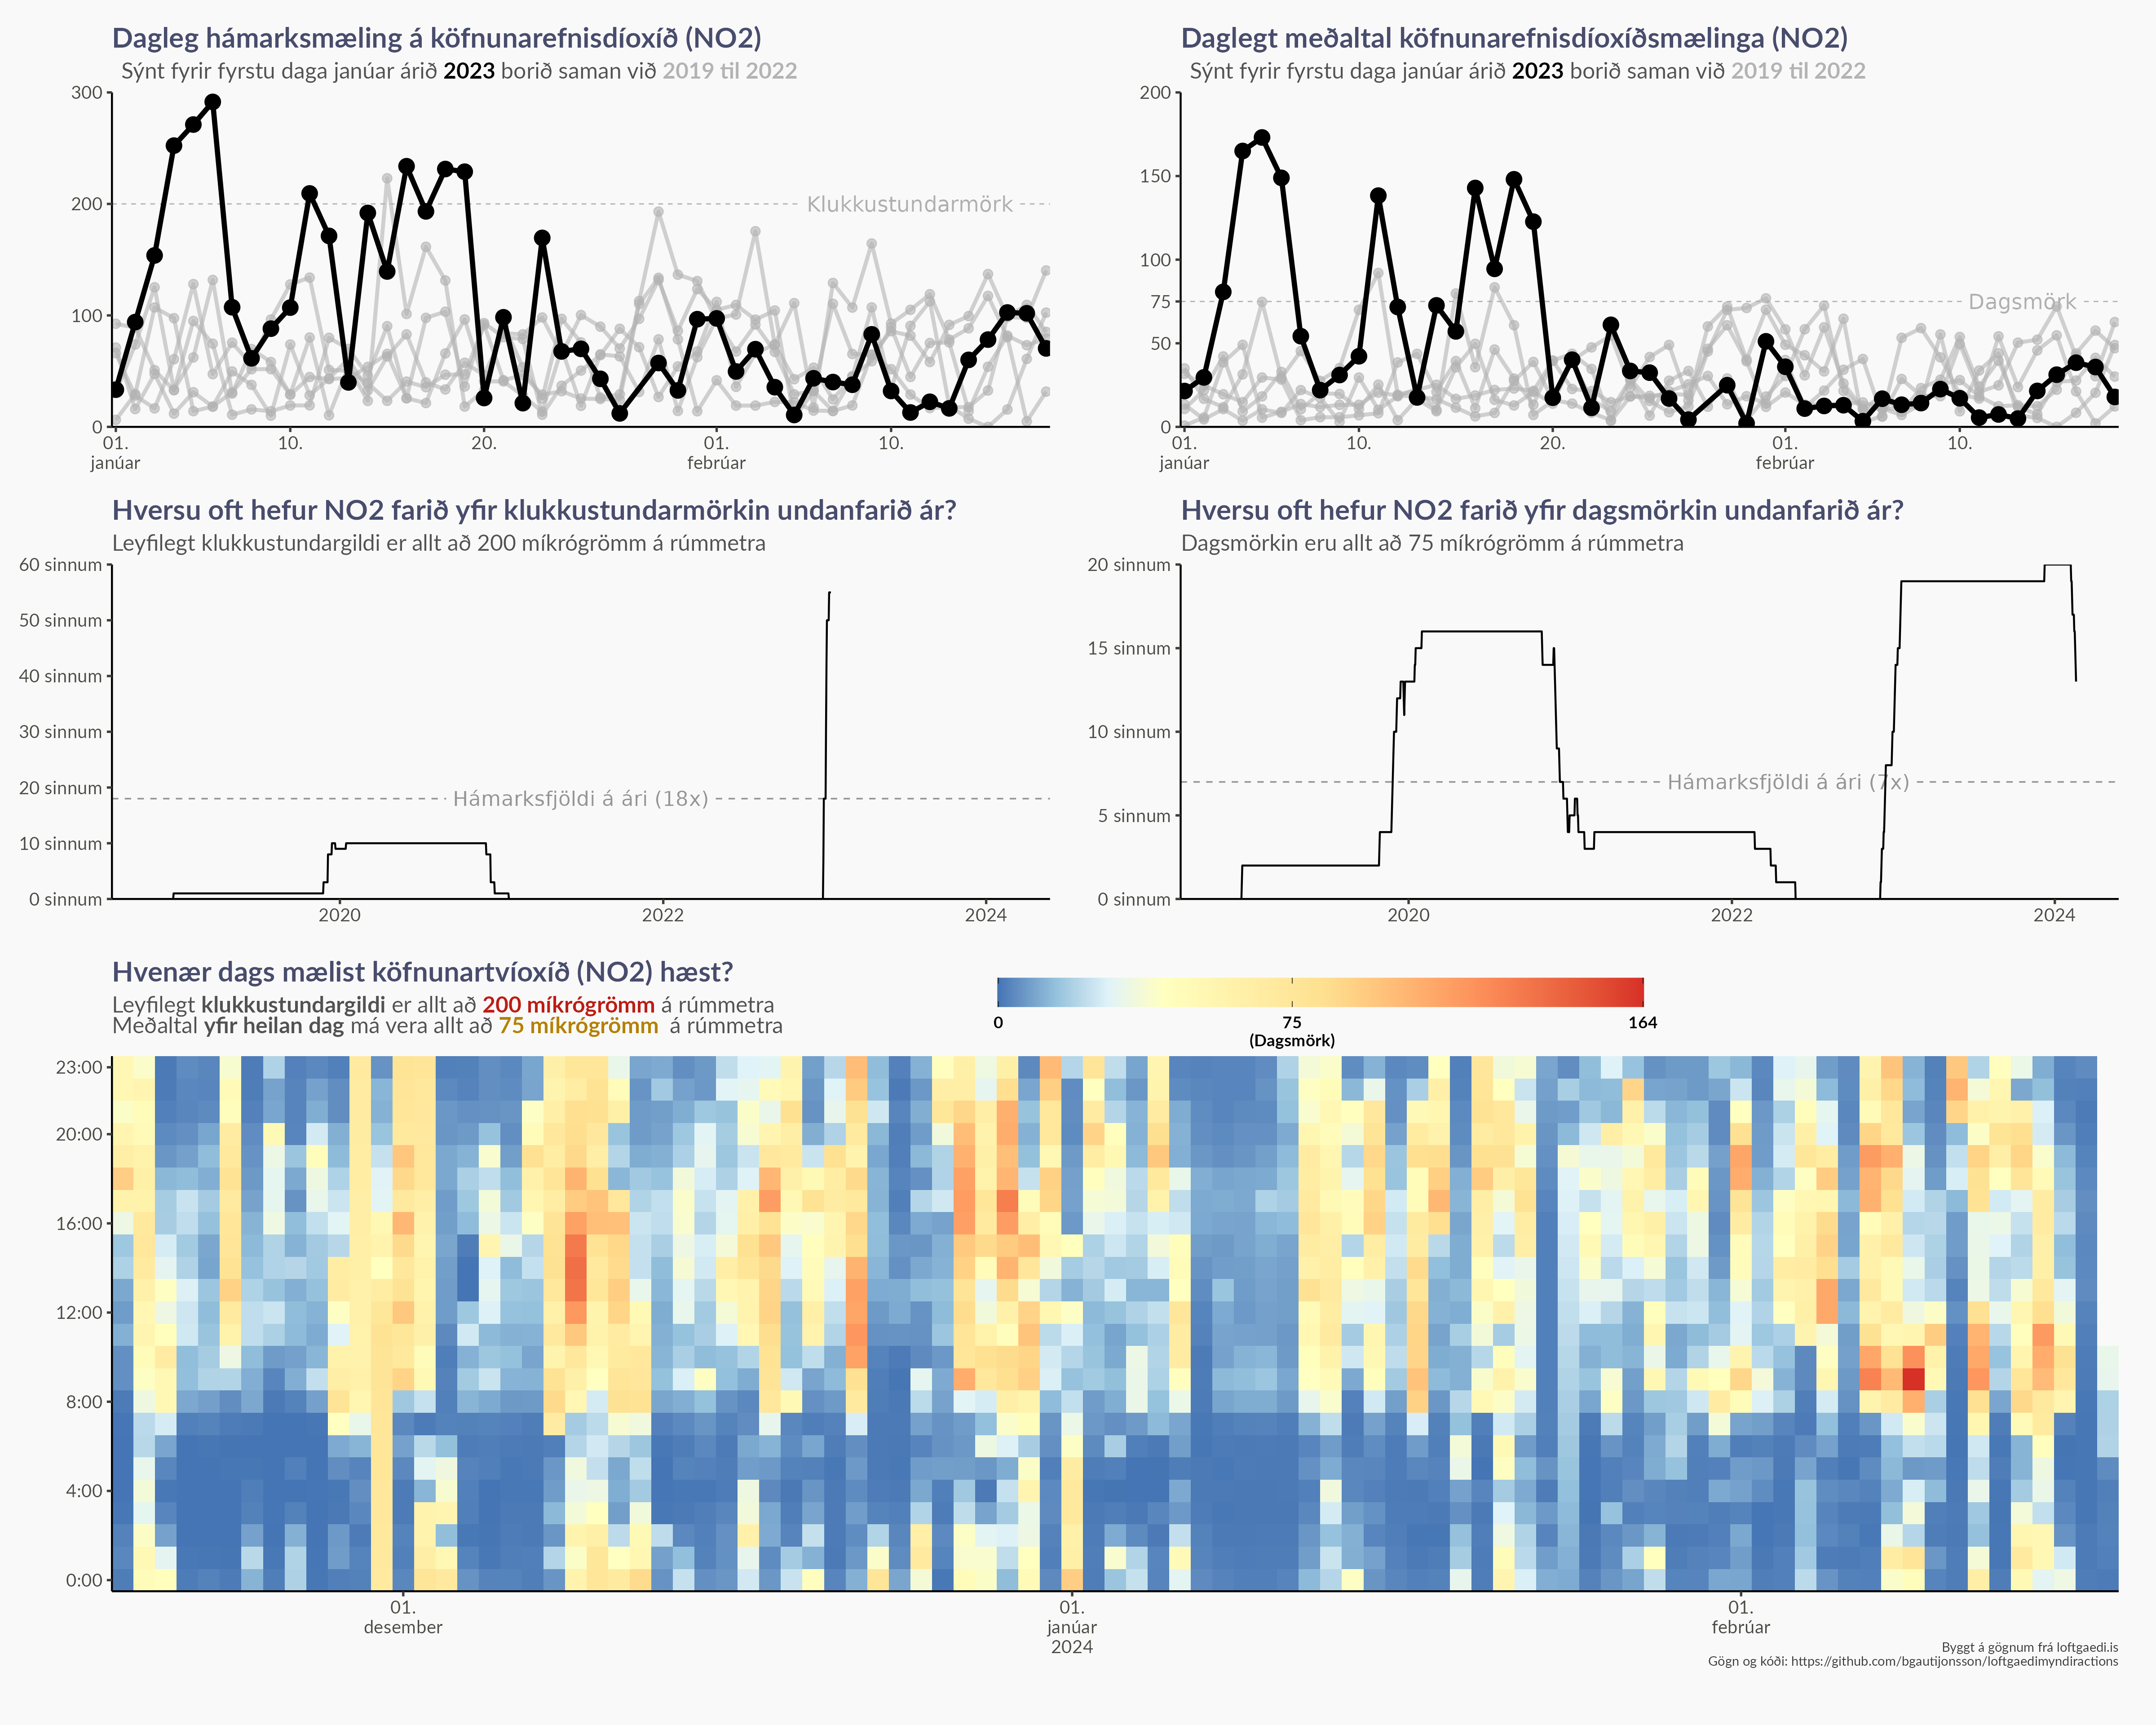 Dagleg hámarksmæling á köfnunarefnisdíoxíð (NO2)
Sýnt fyrir fyrstu daga janúar árið 2023 borið saman við 2019 til 2022
300
200
100
0
Klukkustundarmörk
01.
janúar
10.
20.
01.
febrúar
10.
Daglegt meðaltal köfnunarefnisdíoxíðsmælinga (NO2)
Sýnt fyrir fyrstu daga janúar árið 2023 borið saman við 2019 til 2022
200
150
100
75
50
0
Dagsmörk
01.
janúar
10.
20.
01.
febrúar
10.
Hversu oft hefur NO2 farið yfir klukkustundarmörkin undanfarið ár?
Leyfilegt klukkustundargildi er allt að 200 míkrógrömm á rúmmetra
60 sinnum
50 sinnum
40 sinnum
30 sinnum
20 sinnum
10 sinnum
0 sinnum
Hámarksfjöldi á ári (18x)
2020
2022
2024
Hversu oft hefur NO2 farið yfir dagsmörkin undanfarið ár?
Dagsmörkin eru allt að 75 míkrógrömm á rúmmetra
20 sinnum
15 sinnum
10 sinnum
5 sinnum
0 sinnum
Hámarksfjöldi á ári (7x)
2020
2022
2024
Hvenær dags mælist köfnunartvíoxíð (NO2) hæst?
Leyfilegt klukkustundargildi er allt að 200 míkrógrömm á rúmmetra
Meðaltal yfir heilan dag má vera allt að 75 míkrógrömm á rúmmetra
0
75
(Dagsmörk)
164
23:00
20:00
16:00
12:00
8:00
4:00
0:00
01.
desember
01.
janúar
2024
01.
febrúar
Byggt á gögnum frá loftgaedi.is
Gögn og kóði: https://github.com/bgautijonsson/loftgaedimyndiractions